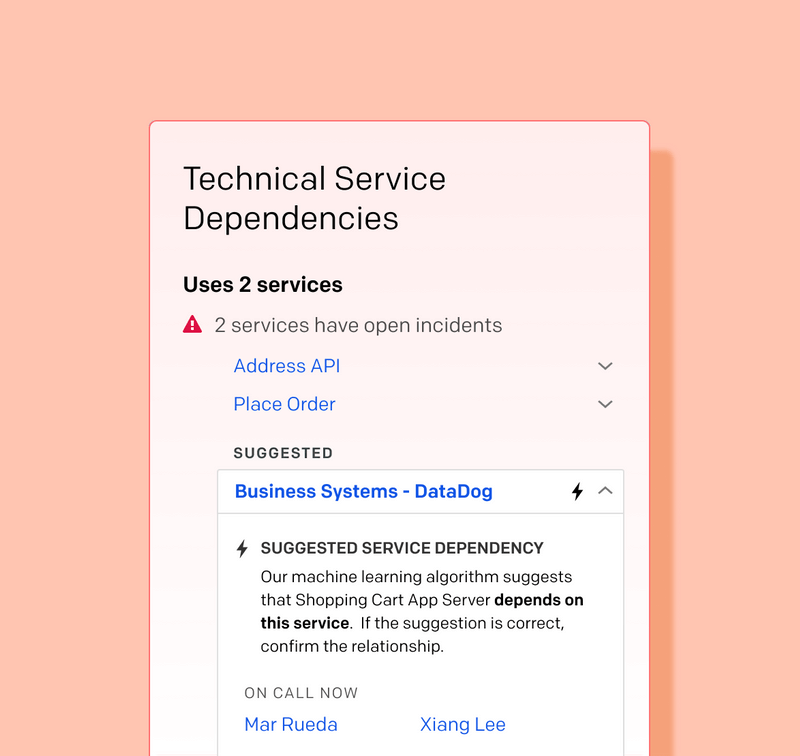 Technical Service
Dependencies
Uses 2 services
2 services have open incidents
Address API
Place Order
SUGGESTED
Business Systems - DataDog
SUGGESTED SERVICE DEPENDENCY
Our machine learning algorithm suggests
that Shopping Cart App Server depends on
this service. If the suggestion is correct,
confirm the relationship.
ON CALL NOW
Mar Rueda Xiang Lee